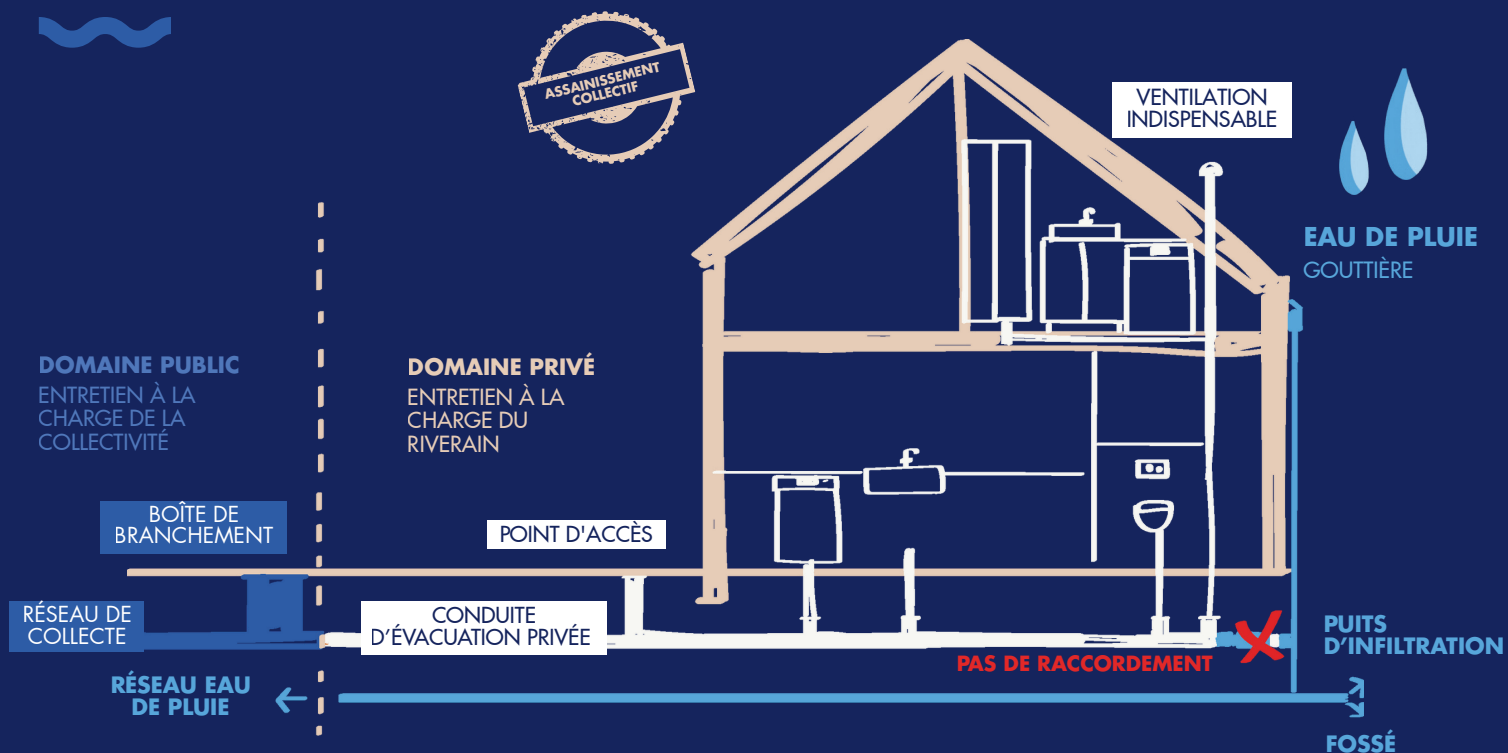 ASSAINISSEMENT
COLLECTIF
VENTILATION
INDISPENSABLE
EAU DE PLUIE
GOUTTIÈRE
DOMAINE PUBLIC
ENTRETIEN À LA
CHARGE DE LA
COLLECTIVITÉ
DOMAINE PRIVÉ
ENTRETIEN À LA
CHARGE DU
RIVERAIN
BOÎTE DE
BRANCHEMENT
POINT D'ACCÈS
RÉSEAU DE
COLLECTE
CONDUITE
D'ÉVACUATION PRIVÉE
PAS DE RACCORDEMENT
PUITS
D'INFILTRATION
RÉSEAU EAU
DE PLUIE
FOSSÉ